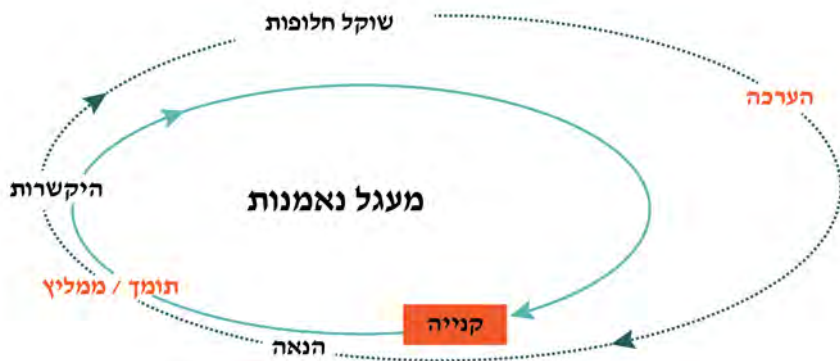 שוקל חלופות
הערכה
היקשרות
מעגל נאמנות
תומך / ממליץ
קנייה
הנאה